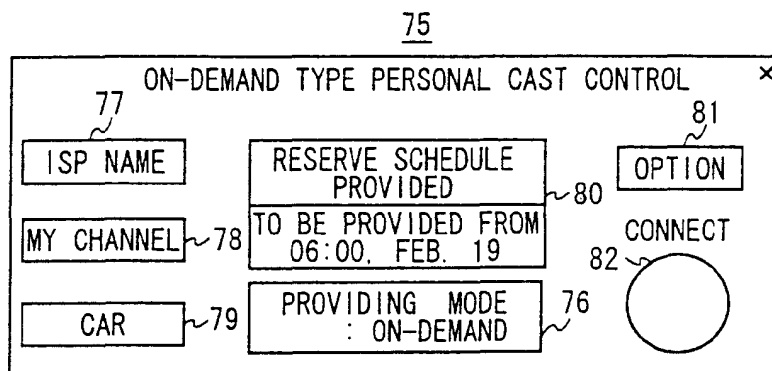 75
ON-DEMAND TYPE PERSONAL CAST CONTROL ×
77
ISP NAME
MY CHANNEL 78
CAR 79
RESERVE SCHEDULE
PROVIDED
80
TO BE PROVIDED FROM
06:00, FEB. 19
PROVIDING MODE
: ON-DEMAND
76
81
OPTION
CONNECT
82